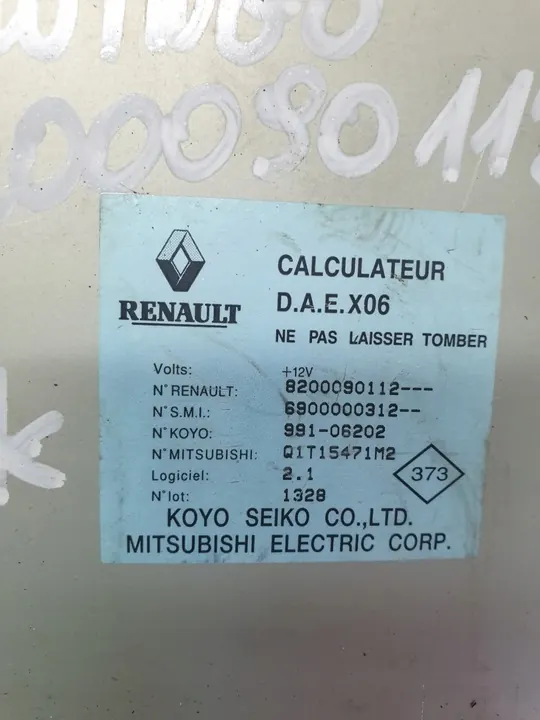 00090112
RENAULT
CALCULATEUR
D.A.E.X06
NE PAS LAISSER TOMBER
Volts: +12V
N° RENAULT: 8200090112---
N° S.M.I.: 6900000312--
N° KOYO: 991-06202
N° MITSUBISHI: Q1T15471M2
Logiciel: 2.1
N° lot: 1328
373
KOYO SEIKO CO.,LTD.
MITSUBISHI ELECTRIC CORP.